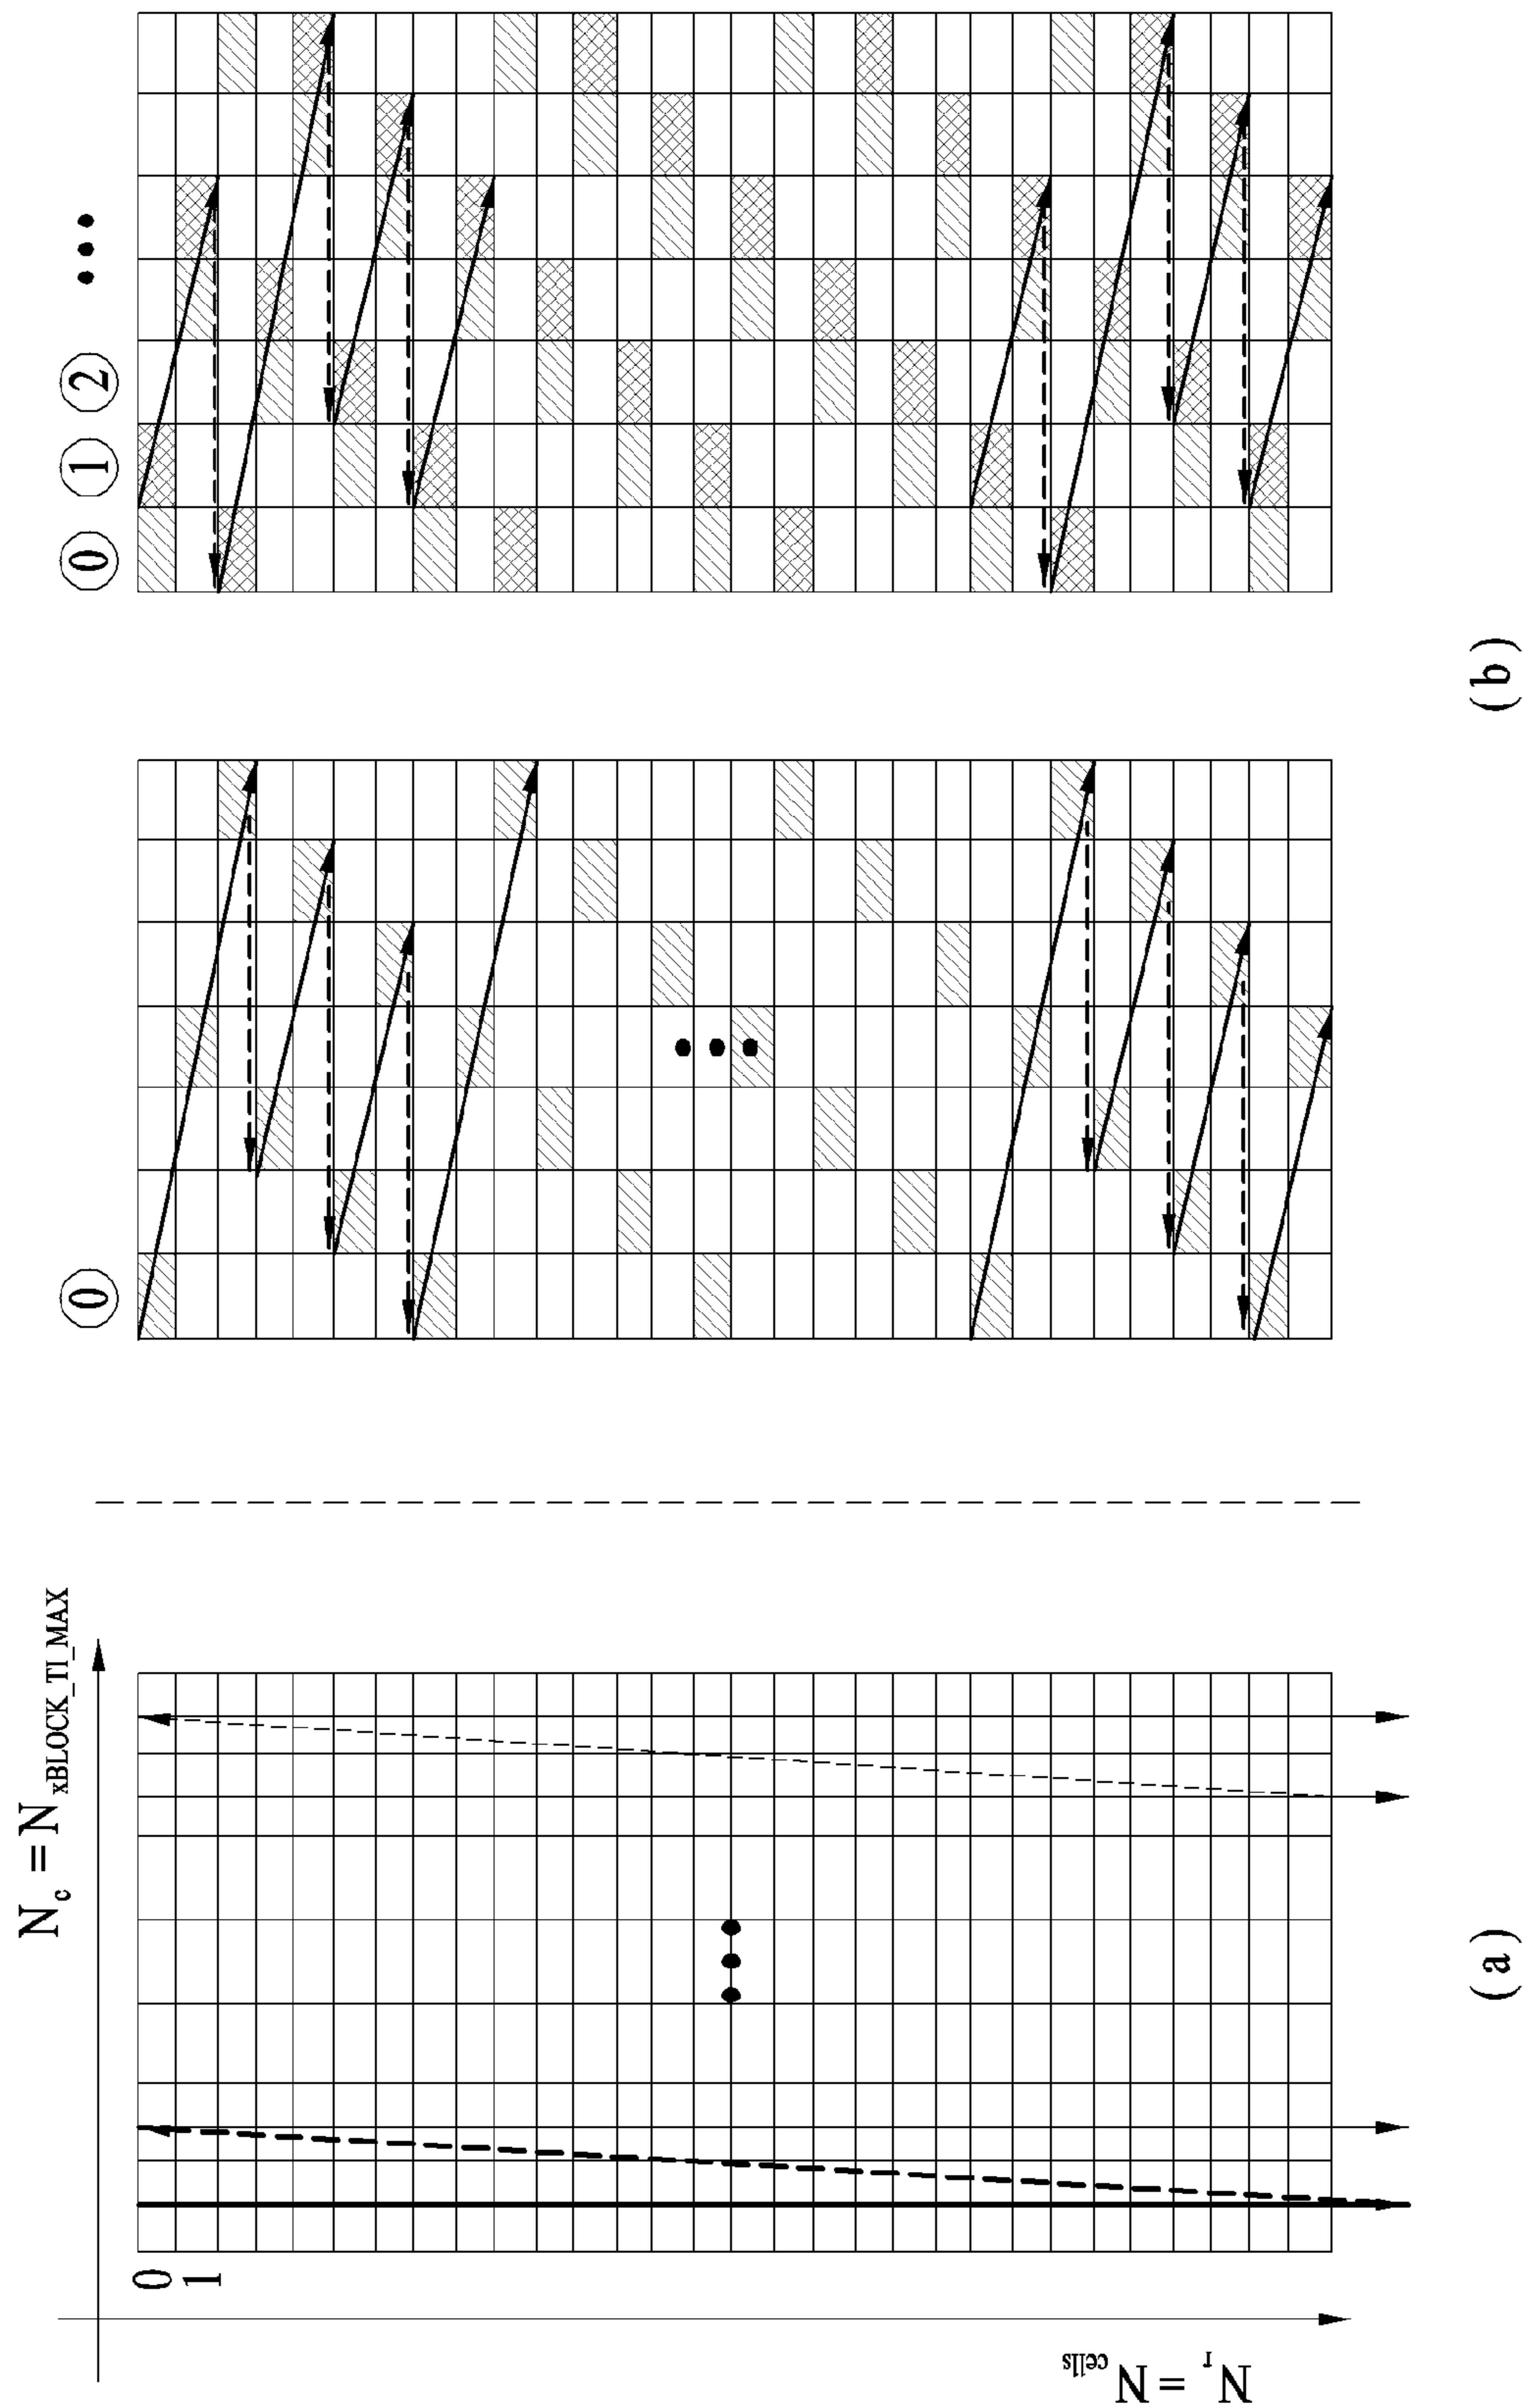 N_c = N_xBLOCK_TI_MAX
0
1
N_r = N_cells
(a)
0
0 1 2 •••
(b)